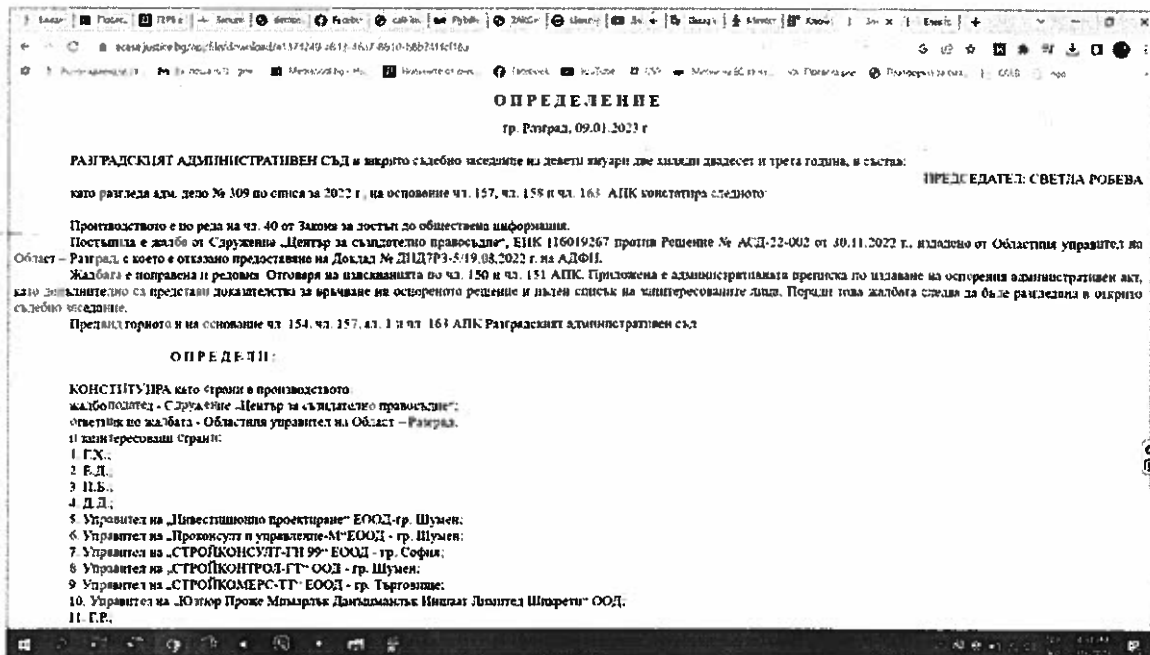 ecase.justice.bg
ОПРЕДЕЛЕНИЕ
гр. Разград, 09.01.2023 г
РАЗГРАДСКИЯТ АДМИНИСТРАТИВЕН СЪД в закрито съдебно заседание на девети януари две хиляди двадесет и трета година, в състав:
ПРЕДСЕДАТЕЛ: СВЕТЛА РОБЕВА
като разгледа адм. дело № 309 по описа за 2022 г., на основание чл. 157, чл. 158 и чл. 163 АПК констатира следното:
Производството е по реда на чл. 40 от Закона за достъп до обществена информация.
Постъпила е жалба от Сдружение „Център за съзидателно правосъдие“, ЕИК 116019267 против Решение № АСД-22-002 от 30.11.2022 г., издадено от Областния управител на
Област – Разград, с което е отказано предоставяне на Доклад № ДИД7РЗ-5/19.08.2022 г. на АДФИ.
Жалбата е поправена и редовна. Отговаря на изискванията по чл. 150 и чл. 151 АПК. Приложена е административната преписка по издаване на оспорения административен акт,
като допълнително са представи доказателства за връчване на оспореното решение и пълен списък на заинтересованите лица. Поради това жалбата следва да бъде разгледана в открито
съдебно заседание.
Предвид горното и на основание чл. 154, чл. 157, ал. 1 и чл. 163 АПК Разградският административен съд
ОПРЕДЕЛИ:
КОНСТИТУИРА като страни в производството
жалбоподател - Сдружение „Център за съзидателно правосъдие“;
ответник по жалбата - Областния управител на Област – Разград.
и заинтересовани страни:
1. Г.Х.;
2. В.Д.;
3. П.Б.;
4. Д.Д.;
5. Управител на „Инвестиционно проектиране“ ЕООД-гр. Шумен;
6. Управител на „Проконсулт и управление-М“ЕООД - гр. Шумен;
7. Управител на „СТРОЙКОНСУЛТ-ГН 99“ ЕООД - гр. София;
8. Управител на „СТРОЙКОНТРОЛ-ГТ“ ООД - гр. Шумен;
9. Управител на „СТРОЙКОМЕРС-ТТ“ ЕООД - гр. Търговище;
10. Управител на „Юзтюр Проже Мимарлък Данъшманлък Иншаат Лимитед Ширкети“ ООД;
11. Г.Р.;